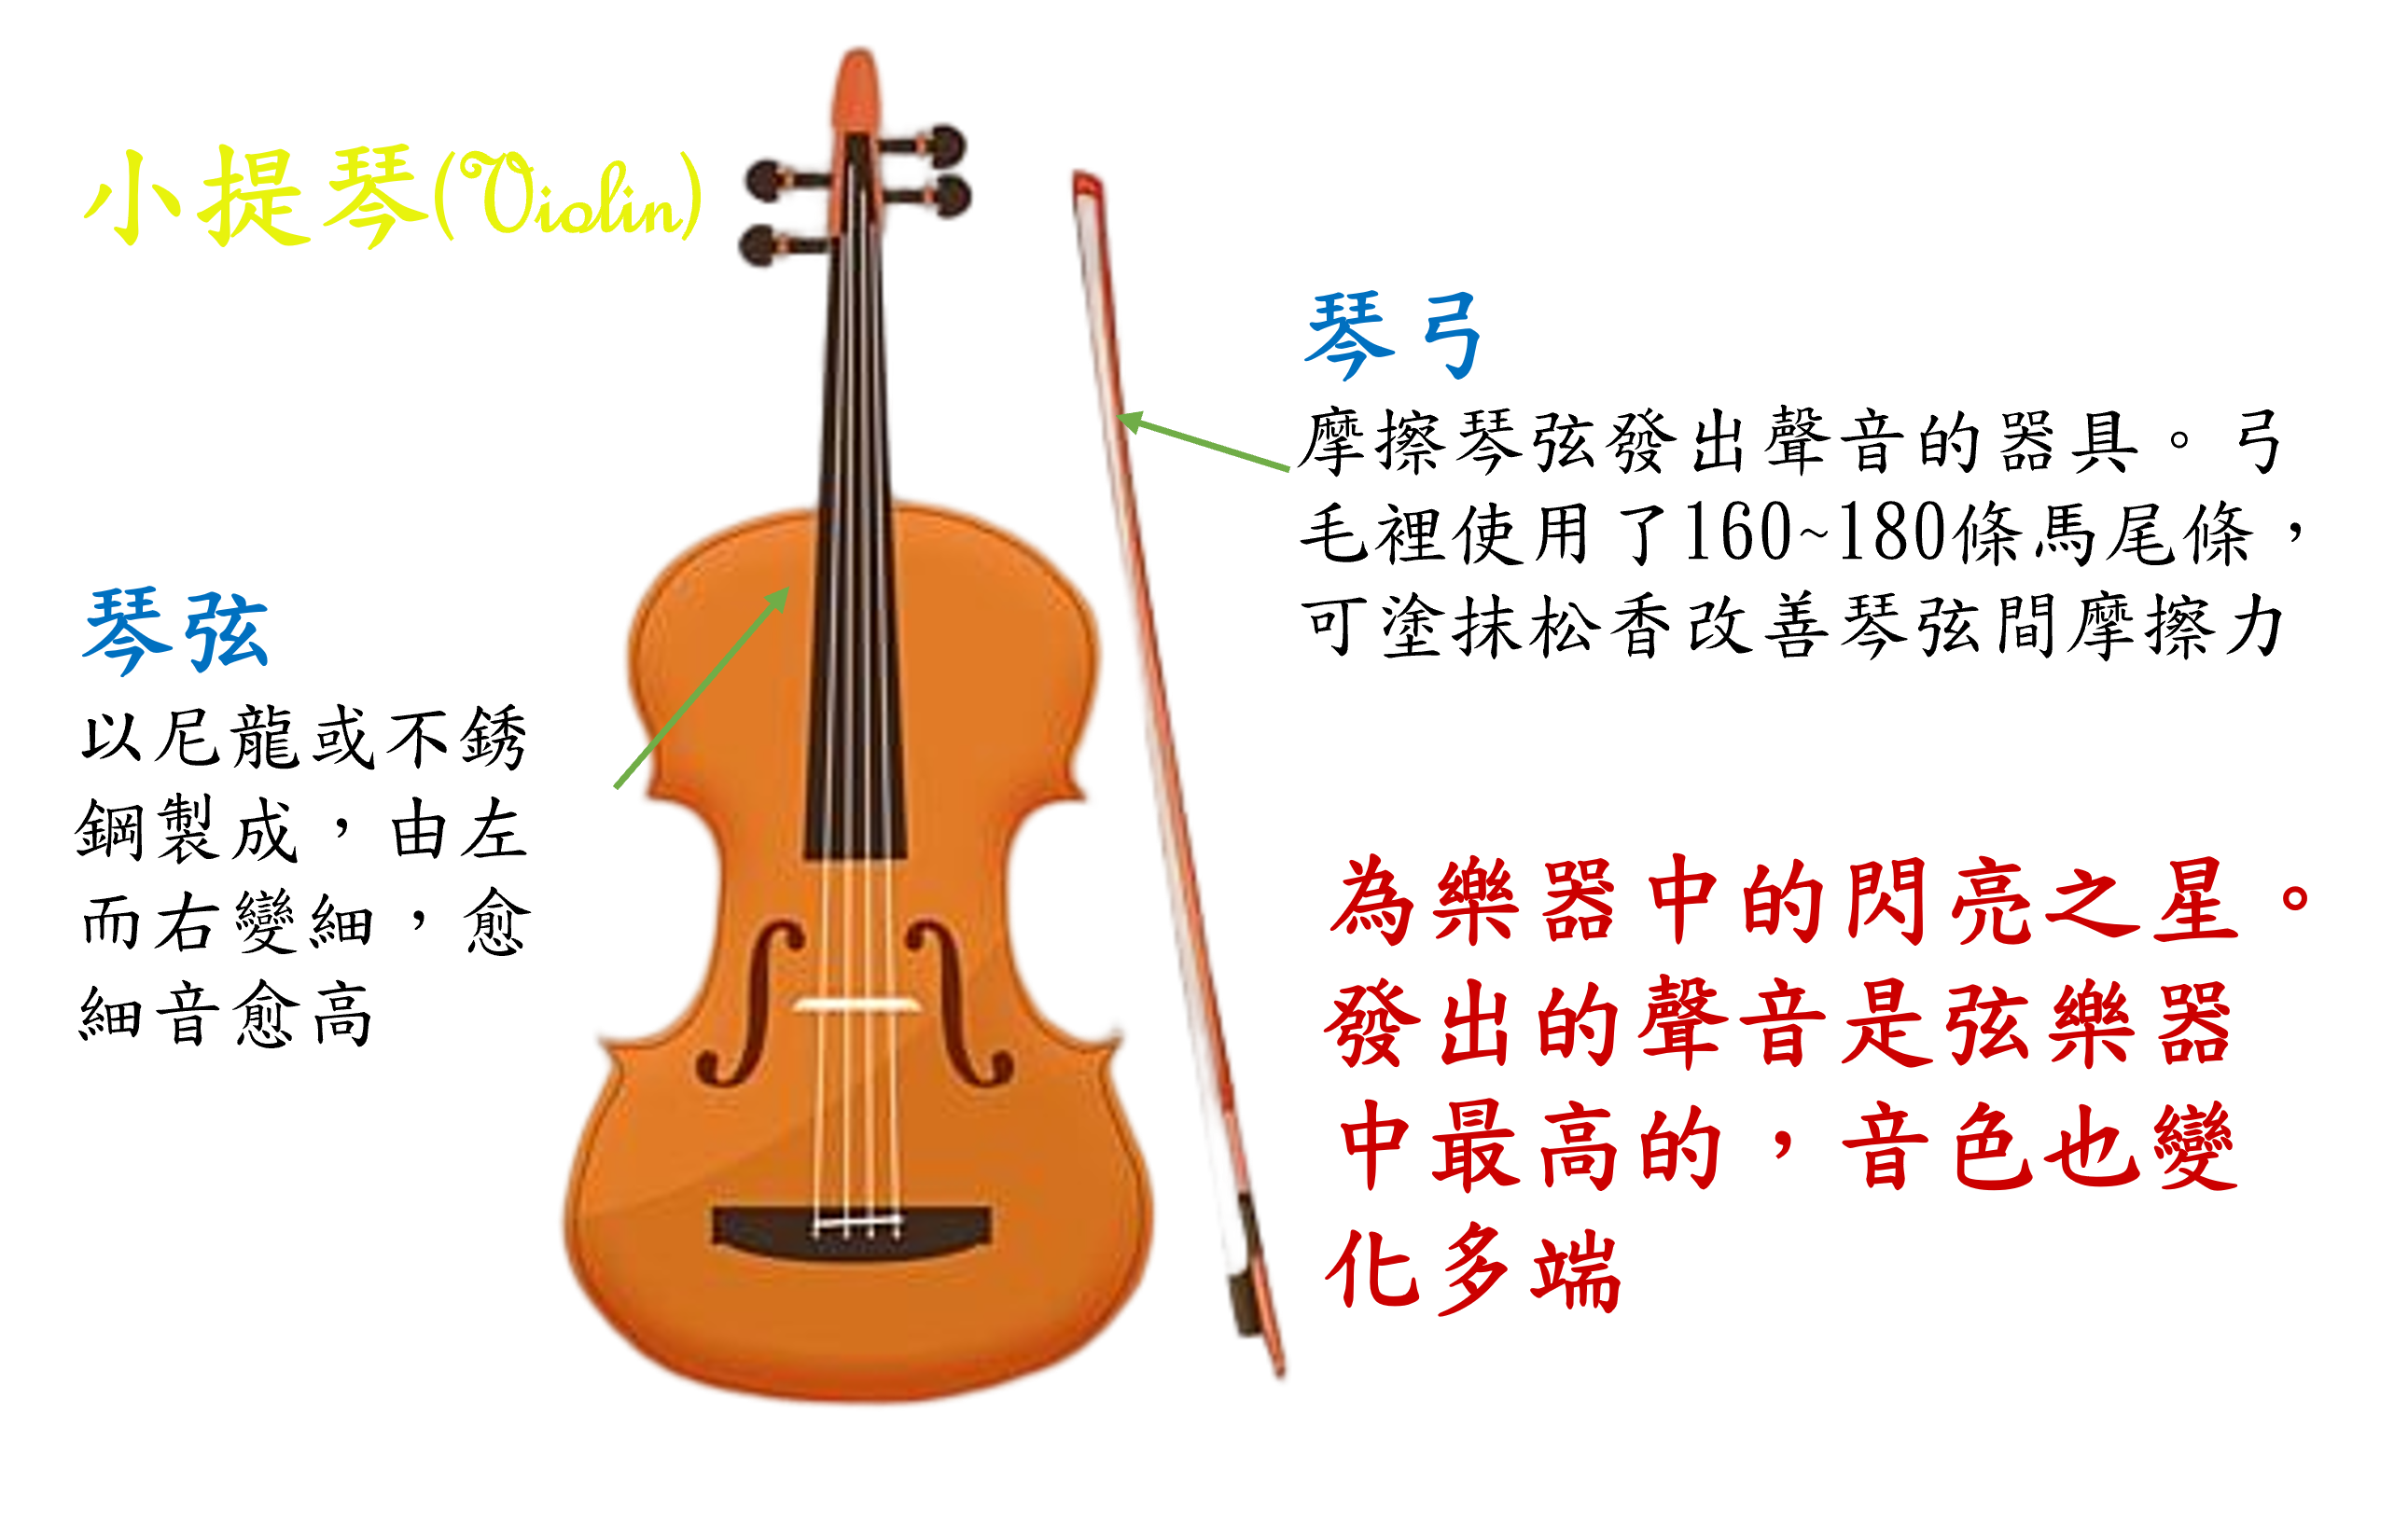 小提琴(Violin)
琴弓
摩擦琴弦發出聲音的器具。弓
毛裡使用了160~180條馬尾條，
可塗抹松香改善琴弦間摩擦力
琴弦
以尼龍或不銹
鋼製成，由左
而右變細，愈
細音愈高
為樂器中的閃亮之星。
發出的聲音是弦樂器
中最高的，音色也變
化多端